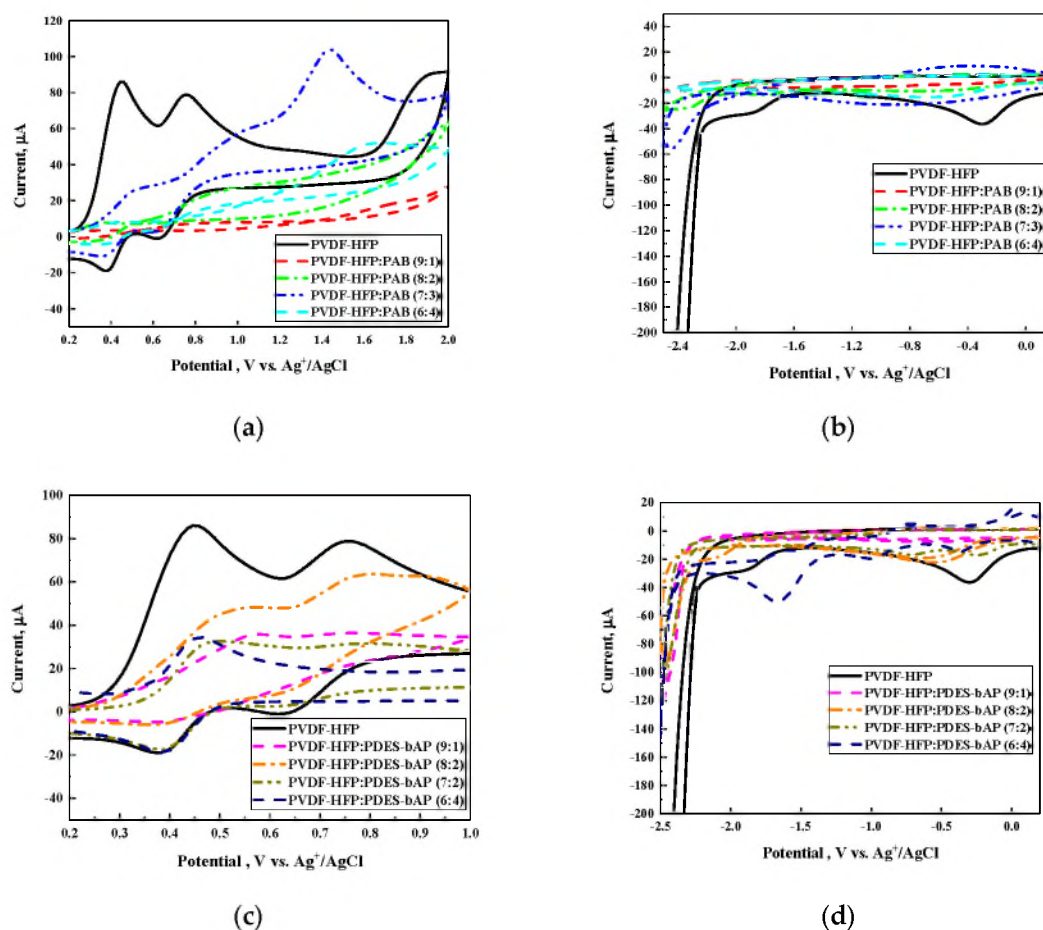 120
100
80
60
40
20
0
-20
-40
Current, µA
PVDF-HFP
PVDF-HFP:PAB (9:1)
PVDF-HFP:PAB (8:2)
PVDF-HFP:PAB (7:3)
PVDF-HFP:PAB (6:4)
0.2 0.4 0.6 0.8 1.0 1.2 1.4 1.6 1.8 2.0
Potential , V vs. Ag⁺/AgCl
(a)
40
20
0
-20
-40
-60
-80
-100
-120
-140
-160
-180
-200
Current, µA
PVDF-HFP
PVDF-HFP:PAB (9:1)
PVDF-HFP:PAB (8:2)
PVDF-HFP:PAB (7:3)
PVDF-HFP:PAB (6:4)
-2.4 -2.0 -1.6 -1.2 -0.8 -0.4 0.0
Potential , V vs. Ag⁺/AgCl
(b)
100
80
60
40
20
0
-20
-40
Current, µA
PVDF-HFP
PVDF-HFP:PDES-bAP (9:1)
PVDF-HFP:PDES-bAP (8:2)
PVDF-HFP:PDES-bAP (7:2)
PVDF-HFP:PDES-bAP (6:4)
0.2 0.3 0.4 0.5 0.6 0.7 0.8 0.9 1.0
Potential , V vs. Ag⁺/AgCl
(c)
20
0
-20
-40
-60
-80
-100
-120
-140
-160
-180
-200
Current, µA
PVDF-HFP
PVDF-HFP:PDES-bAP (9:1)
PVDF-HFP:PDES-bAP (8:2)
PVDF-HFP:PDES-bAP (7:2)
PVDF-HFP:PDES-bAP (6:4)
-2.5 -2.0 -1.5 -1.0 -0.5 0.0
Potential , V vs. Ag⁺/AgCl
(d)